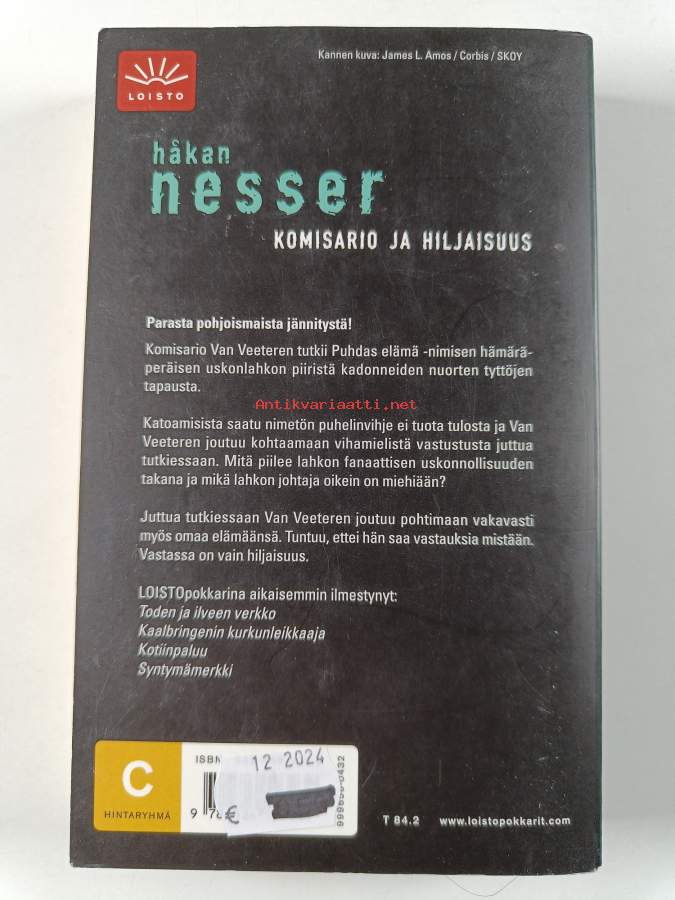 Kannen kuva: James L. Amos / Corbis / SKOY
LOISTO
håkan
nesser
KOMISARIO JA HILJAISUUS
Parasta pohjoismaista jännitystä!
Komisario Van Veeteren tutkii Puhdas elämä -nimisen hämärä-
peräisen uskonlahkon piiristä kadonneiden nuorten tyttöjen
tapausta.
Antikvariaatti.net
Katoamisista saatu nimetön puhelinvihje ei tuota tulosta ja Van
Veeteren joutuu kohtaamaan vihamielistä vastustusta juttua
tutkiessaan. Mitä piilee lahkon fanaattisen uskonnollisuuden
takana ja mikä lahkon johtaja oikein on miehiään?
Juttua tutkiessaan Van Veeteren joutuu pohtimaan vakavasti
myös omaa elämäänsä. Tuntuu, ettei hän saa vastauksia mistään.
Vastassa on vain hiljaisuus.
LOISTOpokkarina aikaisemmin ilmestynyt:
Toden ja ilveen verkko
Kaalbringenin kurkunleikkaaja
Kotiinpaluu
Syntymämerkki
C
HINTARYHMÄ
ISBN
12 2024
9 78
€
T 84.2
www.loistopokkarit.com